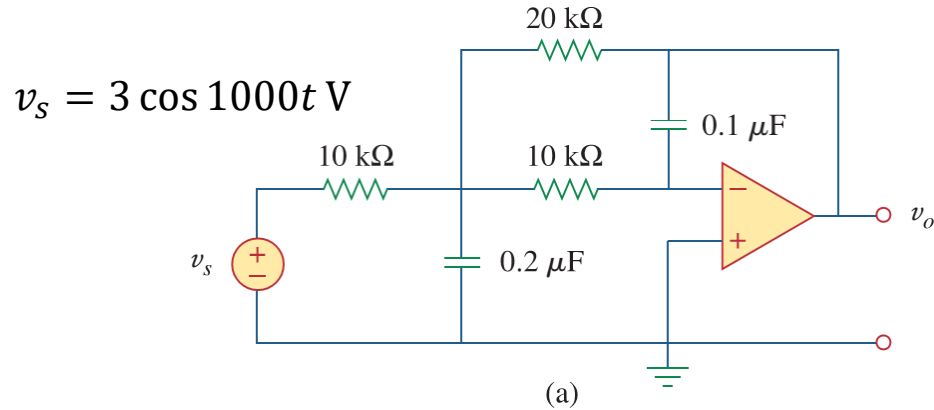 20 kΩ
v_s = 3 cos 1000t V
0.1 μF
10 kΩ
10 kΩ
v_s
+
−
0.2 μF
−
+
v_o
(a)